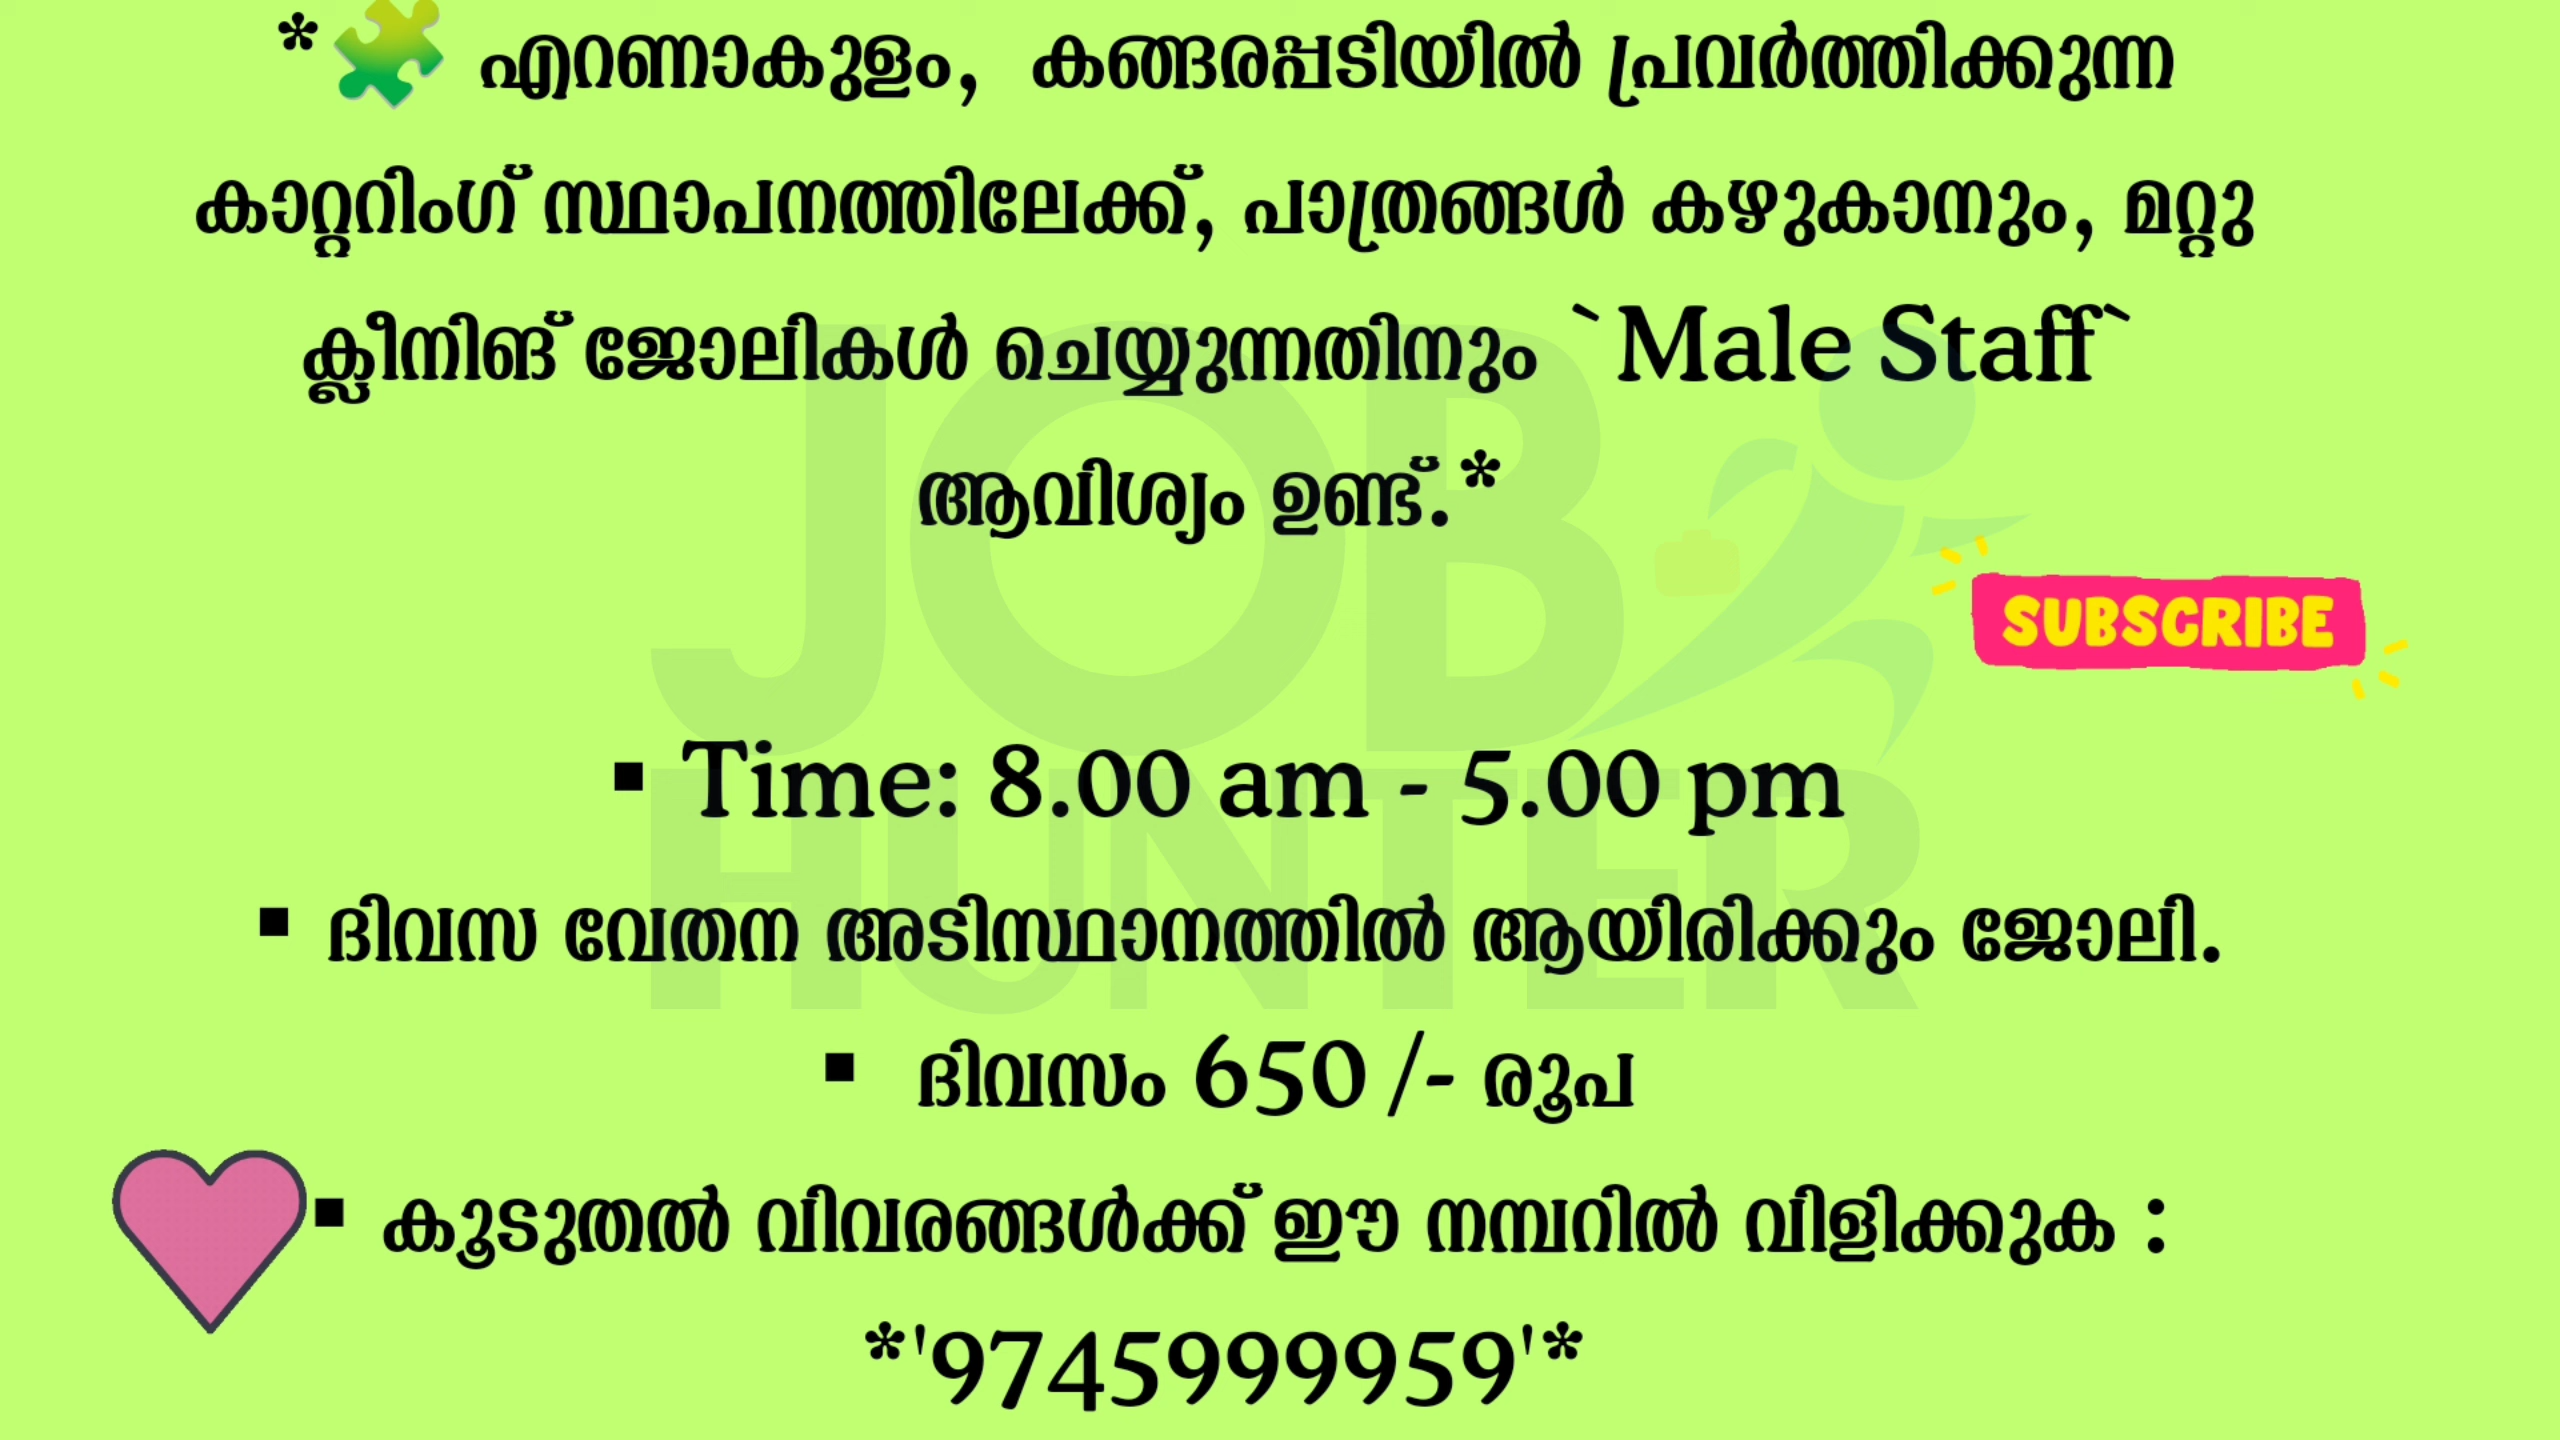 *🧩 എറണാകുളം, കങ്ങരപ്പടിയിൽ പ്രവർത്തിക്കുന്ന
കാറ്ററിംഗ് സ്ഥാപനത്തിലേക്ക്, പാത്രങ്ങൾ കഴുകാനും, മറ്റു
ക്ലീനിങ് ജോലികൾ ചെയ്യുന്നതിനും `Male Staff`
ആവിശ്യം ഉണ്ട്.*
JOB
HUNTER
SUBSCRIBE
▪ Time: 8.00 am - 5.00 pm
▪ ദിവസ വേതന അടിസ്ഥാനത്തിൽ ആയിരിക്കും ജോലി.
▪ ദിവസം 650 /- രൂപ
▪ കൂടുതൽ വിവരങ്ങൾക്ക് ഈ നമ്പറിൽ വിളിക്കുക :
*'9745999959'*